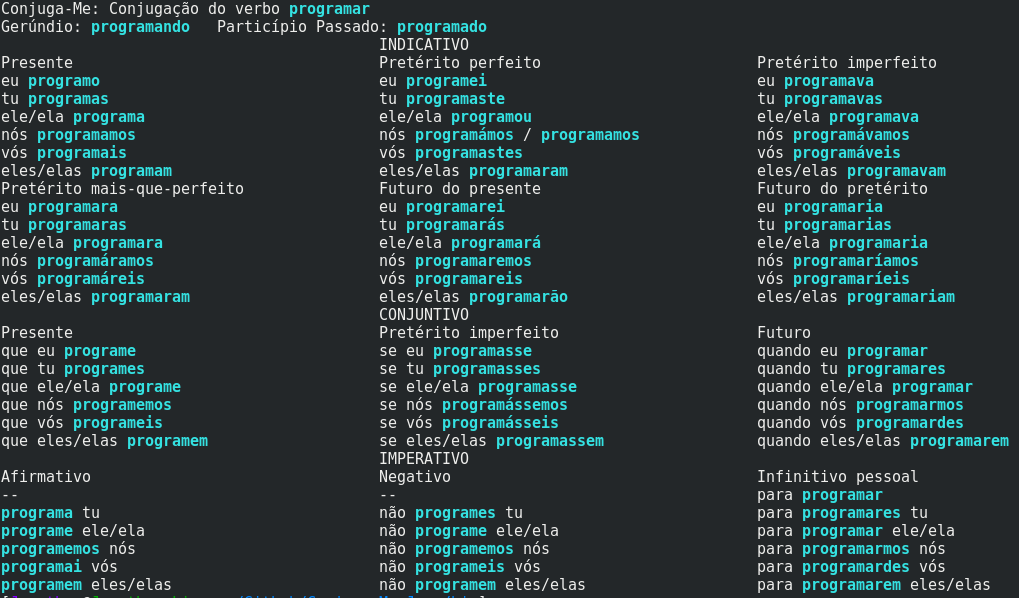 Conjuga-Me: Conjugação do verbo programar
Gerúndio: programando   Particípio Passado: programado
INDICATIVO
Presente   Pretérito perfeito   Pretérito imperfeito
eu programo   eu programei   eu programava
tu programas   tu programaste   tu programavas
ele/ela programa   ele/ela programou   ele/ela programava
nós programamos   nós programámos / programamos   nós programávamos
vós programais   vós programastes   vós programáveis
eles/elas programam   eles/elas programaram   eles/elas programavam
Pretérito mais-que-perfeito   Futuro do presente   Futuro do pretérito
eu programara   eu programarei   eu programaria
tu programaras   tu programarás   tu programarias
ele/ela programara   ele/ela programará   ele/ela programaria
nós programáramos   nós programaremos   nós programaríamos
vós programáreis   vós programareis   vós programaríeis
eles/elas programaram   eles/elas programarão   eles/elas programariam
CONJUNTIVO
Presente   Pretérito imperfeito   Futuro
que eu programe   se eu programasse   quando eu programar
que tu programes   se tu programasses   quando tu programares
que ele/ela programe   se ele/ela programasse   quando ele/ela programar
que nós programemos   se nós programássemos   quando nós programarmos
que vós programeis   se vós programásseis   quando vós programardes
que eles/elas programem   se eles/elas programassem   quando eles/elas programarem
IMPERATIVO
Afirmativo   Negativo   Infinitivo pessoal
--   --   para programar
programa tu   não programes tu   para programares tu
programe ele/ela   não programe ele/ela   para programar ele/ela
programemos nós   não programemos nós   para programarmos nós
programai vós   não programeis vós   para programardes vós
programem eles/elas   não programem eles/elas   para programarem eles/elas